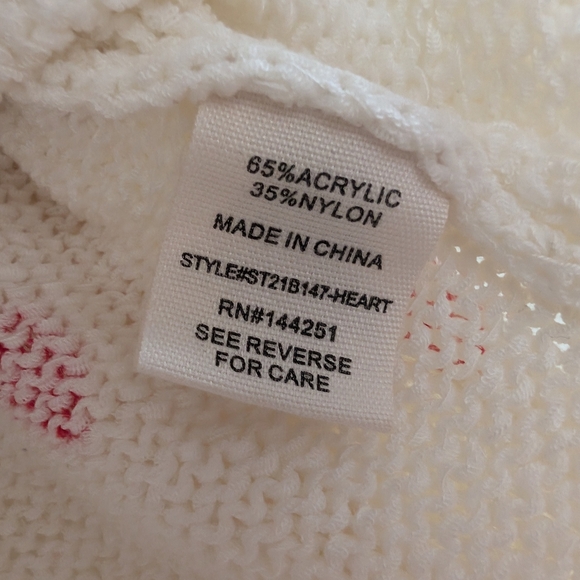 65%ACRYLIC
35%NYLON
MADE IN CHINA
STYLE#ST21B147-HEART
RN#144251
SEE REVERSE
FOR CARE